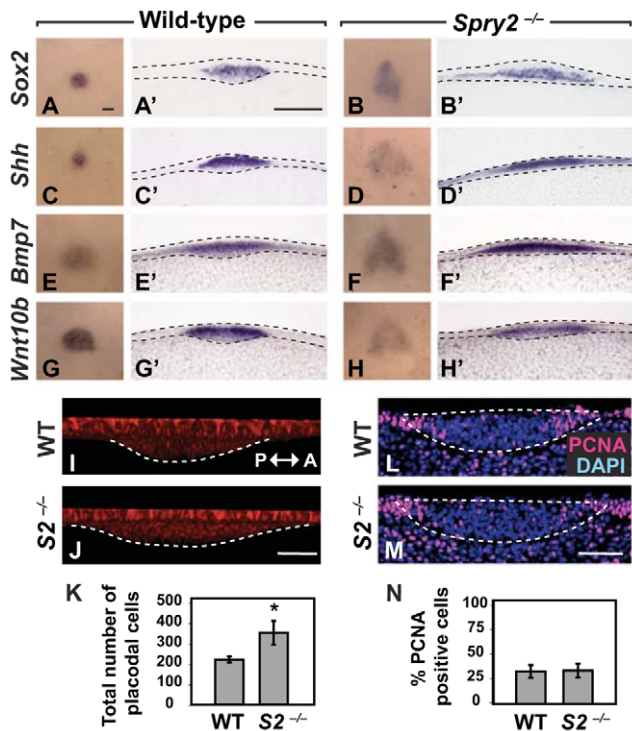 Wild-type Spry2 –/–
Sox2 A A’ B B’
Shh C C’ D D’
Bmp7 E E’ F F’
Wnt10b G G’ H H’
WT I P A WT L PCNA
DAPI
S2 –/– J S2 –/– M
K N
Total number of
placodal cells
500
400
300
200
100
0
*
WT S2 –/–
% PCNA
positive cells
100
75
50
25
0
WT S2 –/–